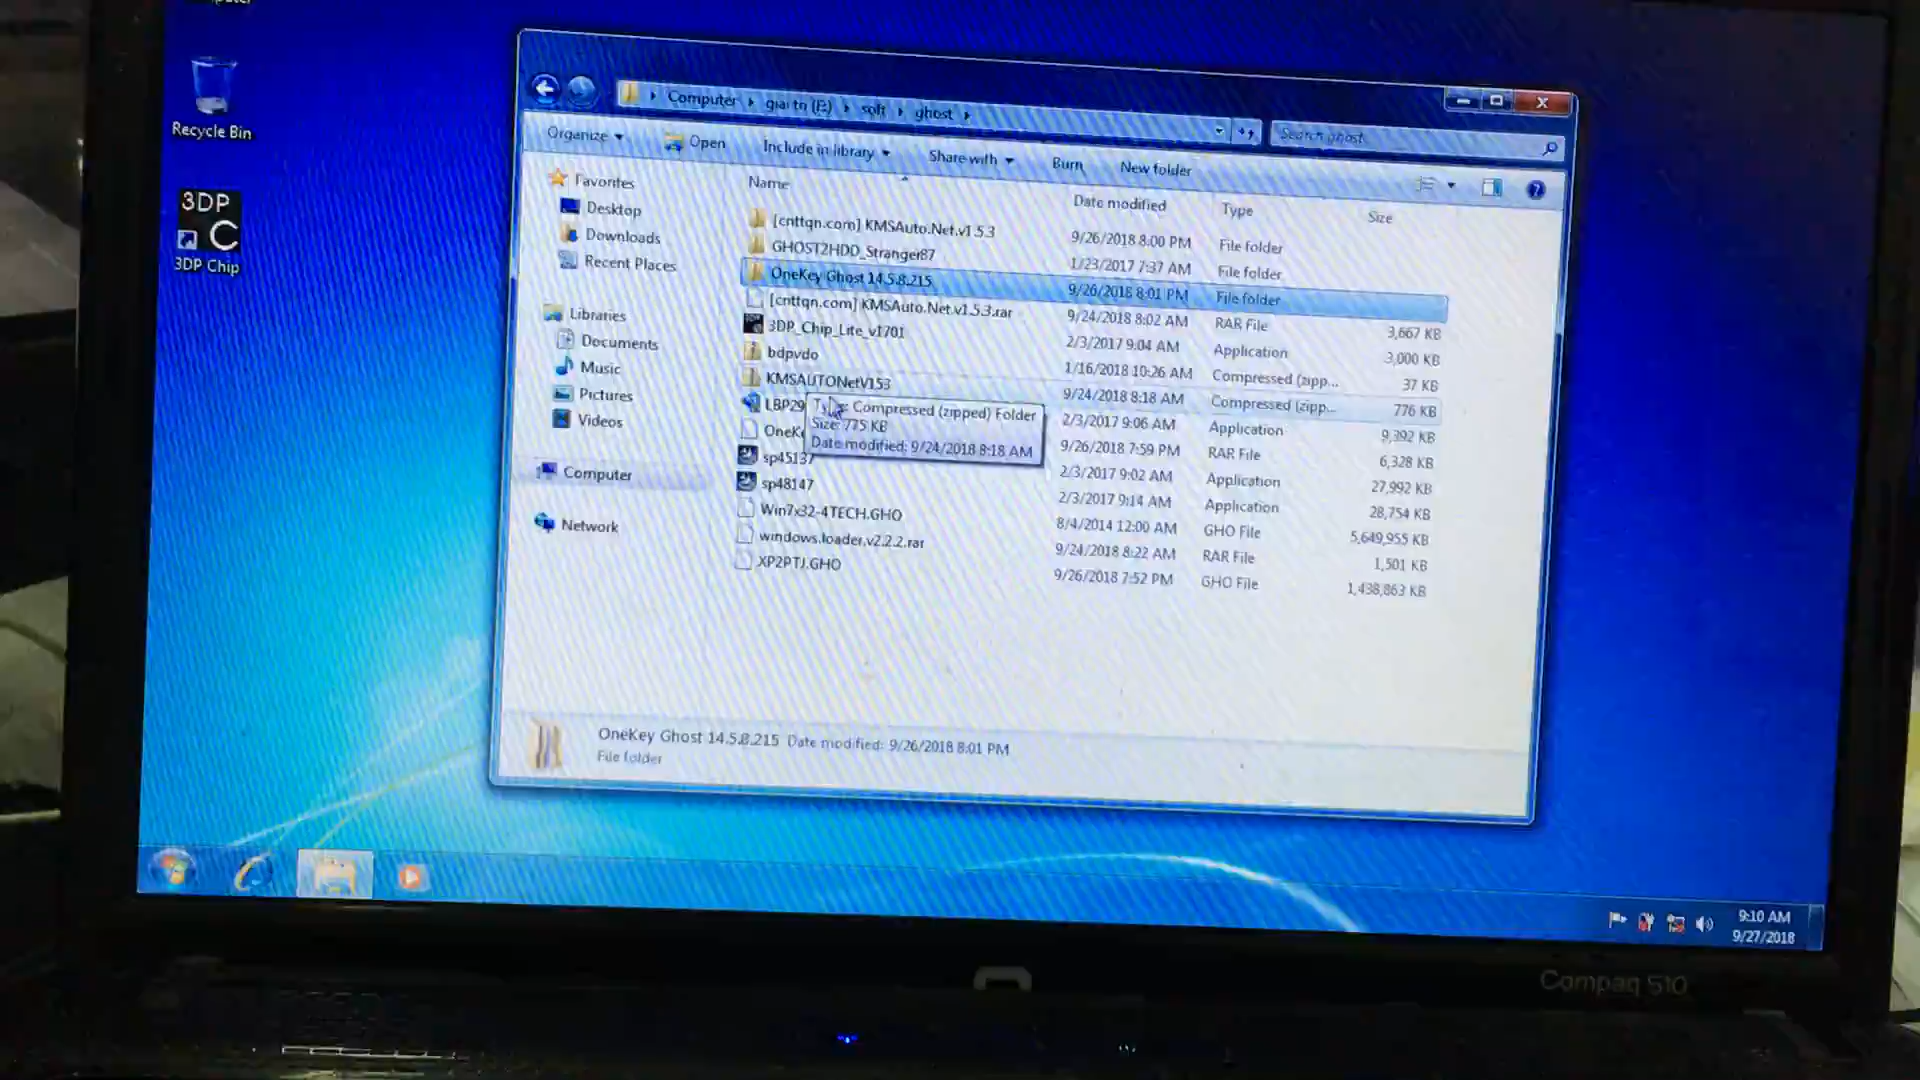 Recycle Bin
3DP
C
3DP Chip
Computer
giai tri (E:)
soft
ghost
Search ghost
Organize
Open
Include in library
Share with
Burn
New folder
Favorites
Desktop
Downloads
Recent Places
Libraries
Documents
Music
Pictures
Videos
Computer
Network
Name Date modified Type Size
[cnttqn.com] KMSAuto.Net.v1.5.3 9/26/2018 8:00 PM File folder
GHOST2HDD_Stranger87 1/23/2017 7:37 AM File folder
OneKey Ghost 14.5.8.215 9/26/2018 8:01 PM File folder
[cnttqn.com] KMSAuto.Net.v1.5.3.rar 9/24/2018 8:02 AM RAR File 3,667 KB
3DP_Chip_Lite_v1701 2/3/2017 9:04 AM Application 3,000 KB
bdpvdo 1/16/2018 10:26 AM Compressed (zipp... 37 KB
KMSAUTONetV153 9/24/2018 8:18 AM Compressed (zipp... 776 KB
LBP29 2/3/2017 9:06 AM Application 9,392 KB
OneK 9/26/2018 7:59 PM RAR File 6,328 KB
sp45137 2/3/2017 9:02 AM Application 27,992 KB
sp48147 2/3/2017 9:14 AM Application 28,754 KB
Win7x32-4TECH.GHO 8/4/2014 12:00 AM GHO File 5,649,955 KB
windows.loader.v2.2.2.rar 9/24/2018 8:22 AM RAR File 1,501 KB
XP2PTJ.GHO 9/26/2018 7:52 PM GHO File 1,438,863 KB
Type: Compressed (zipped) Folder
Size: 775 KB
Date modified: 9/24/2018 8:18 AM
OneKey Ghost 14.5.8.215 Date modified: 9/26/2018 8:01 PM
File folder
9:10 AM
9/27/2018
Compaq 510